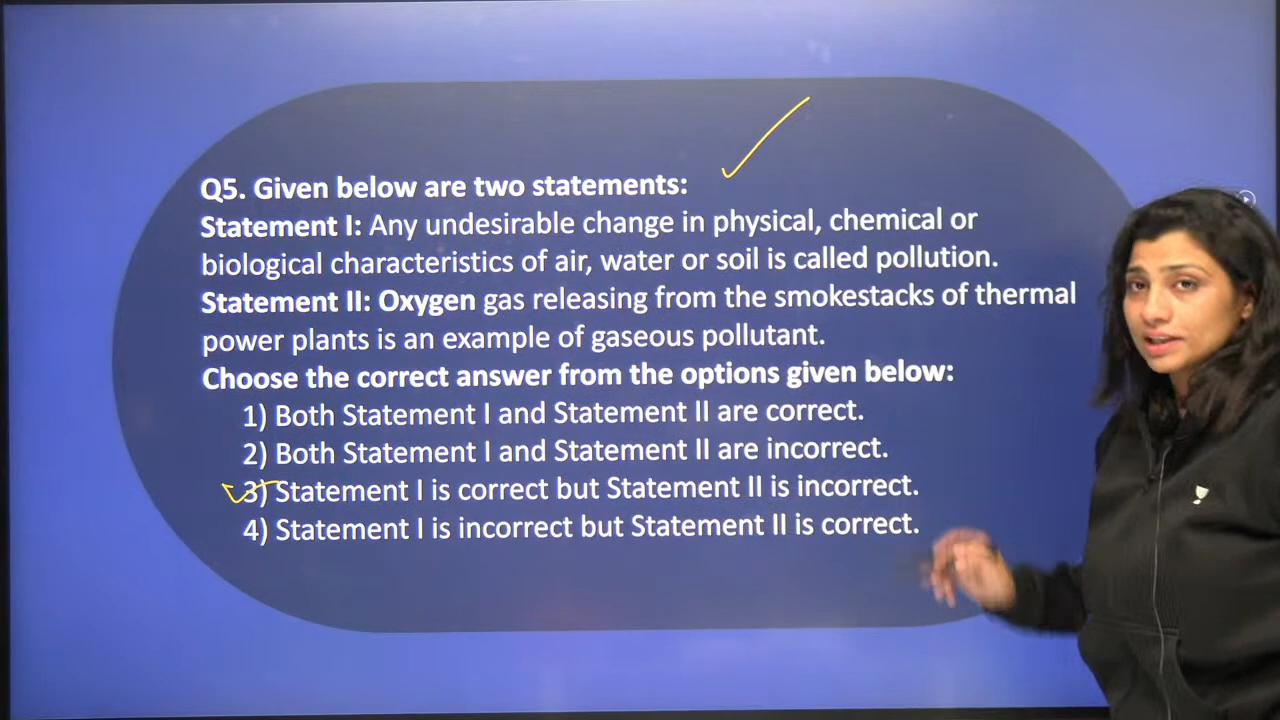 Q5. Given below are two statements:
Statement I: Any undesirable change in physical, chemical or
biological characteristics of air, water or soil is called pollution.
Statement II: Oxygen gas releasing from the smokestacks of thermal
power plants is an example of gaseous pollutant.
Choose the correct answer from the options given below:
1) Both Statement I and Statement II are correct.
2) Both Statement I and Statement II are incorrect.
3) Statement I is correct but Statement II is incorrect.
4) Statement I is incorrect but Statement II is correct.